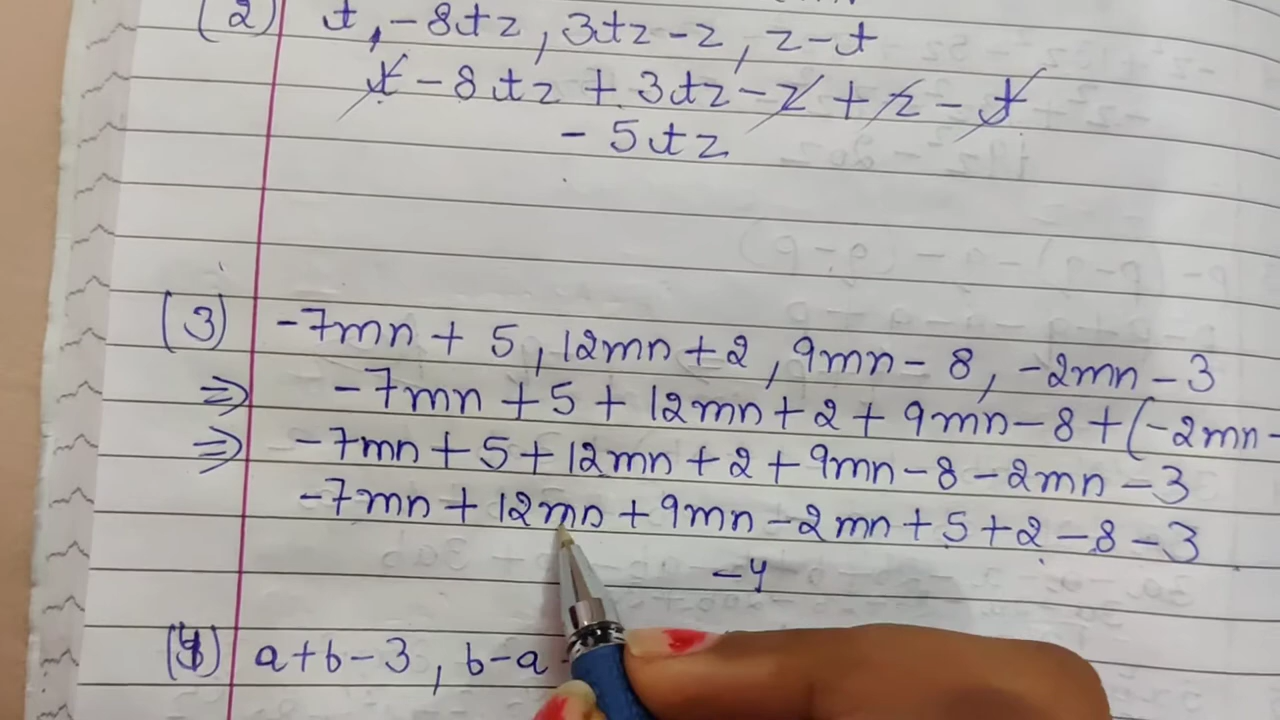 (2) t, -8tz, 3tz-z, z-t
t - 8tz + 3tz - z + z - t
- 5tz
(3) -7mn + 5, 12mn + 2, 9mn - 8, -2mn - 3
⇒ -7mn + 5 + 12mn + 2 + 9mn - 8 + (-2mn -
⇒ -7mn + 5 + 12mn + 2 + 9mn - 8 - 2mn - 3
-7mn + 12mn + 9mn - 2mn + 5 + 2 - 8 - 3
-4
(4) a+b-3, b-a